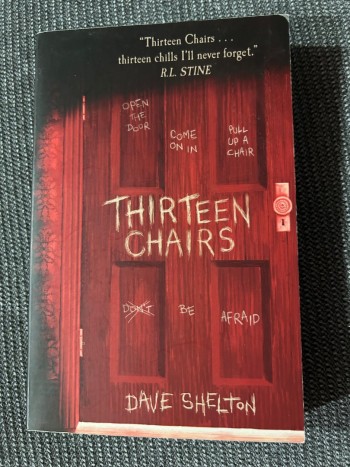 "Thirteen Chairs . . .
thirteen chills I'll never forget."
R.L. STINE
OPEN
THE
DOOR
COME
ON IN
PULL
UP A
CHAIR
THIRTEEN
CHAIRS
DON'T BE AFRAID
DAVE SHELTON